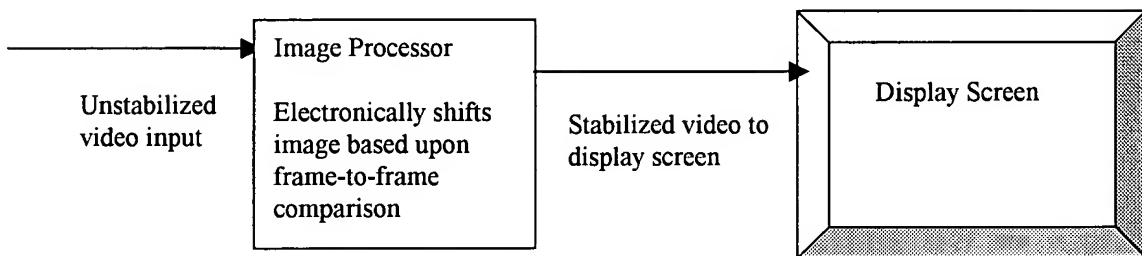 Unstabilized
video input
Image Processor
Electronically shifts
image based upon
frame-to-frame
comparison
Stabilized video to
display screen
Display Screen